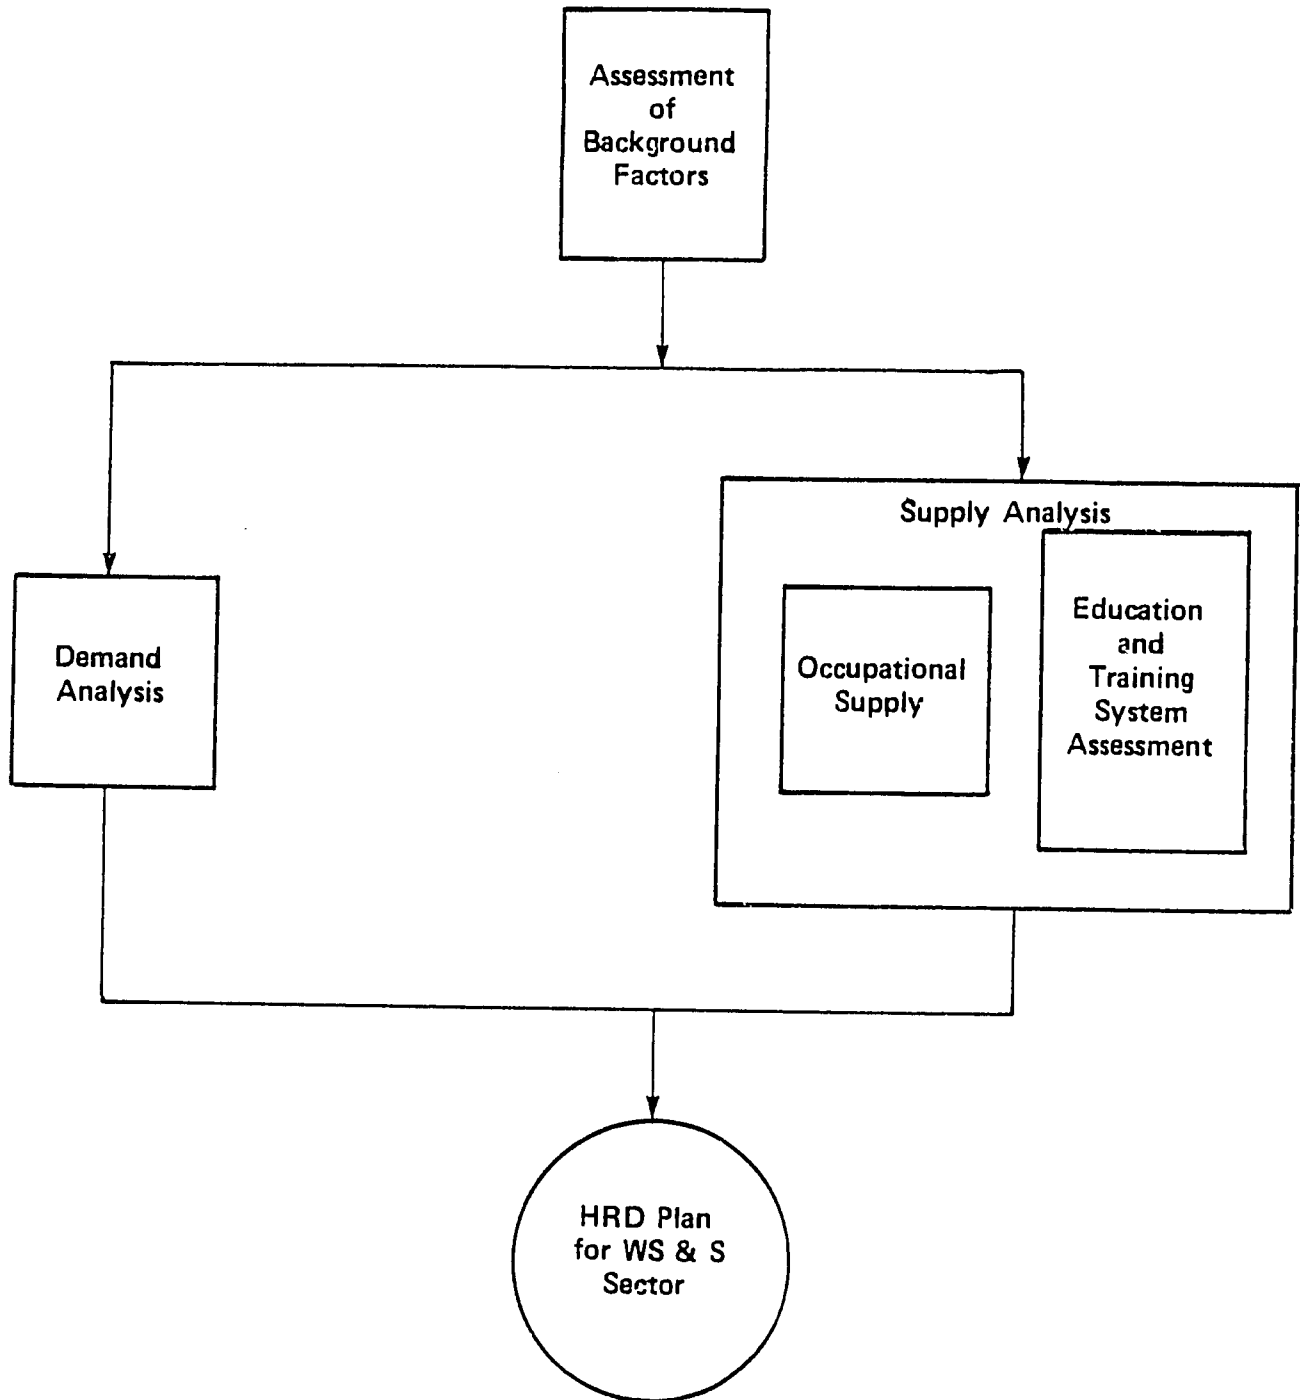 Assessment
of
Background
Factors
Supply Analysis
Demand
Analysis
Occupational
Supply
Education
and
Training
System
Assessment
HRD Plan
for WS & S
Sector